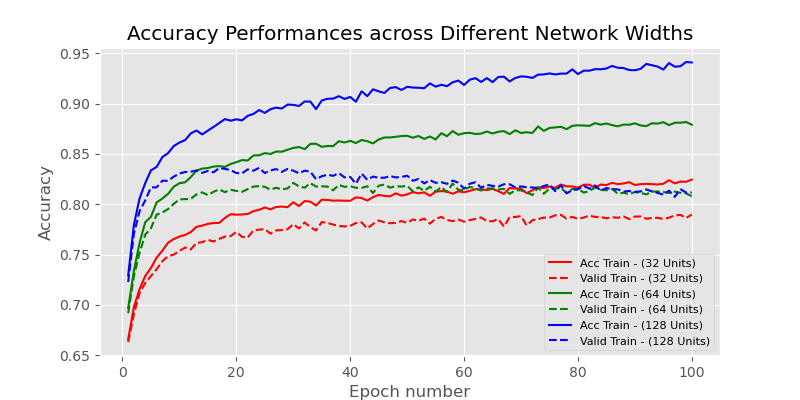 Accuracy Performances across Different Network Widths
0.95
0.90
0.85
0.80
0.75
0.70
0.65
Accuracy
0
20
40
60
80
100
Epoch number
Acc Train - (32 Units)
Valid Train - (32 Units)
Acc Train - (64 Units)
Valid Train - (64 Units)
Acc Train - (128 Units)
Valid Train - (128 Units)